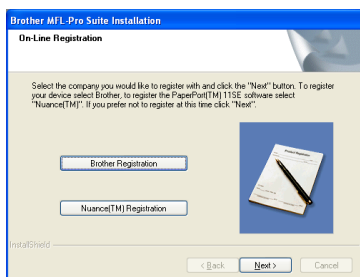 Brother MFL-Pro Suite Installation
On-Line Registration
Select the company you would like to register with and click the "Next" button. To register
your device select Brother, to register the PaperPort(TM) 11SE software select
"Nuance(TM)". If you prefer not to register at this time click "Next".
Brother Registration
Nuance(TM) Registration
Product Registration
InstallShield
< Back
Next >
Cancel